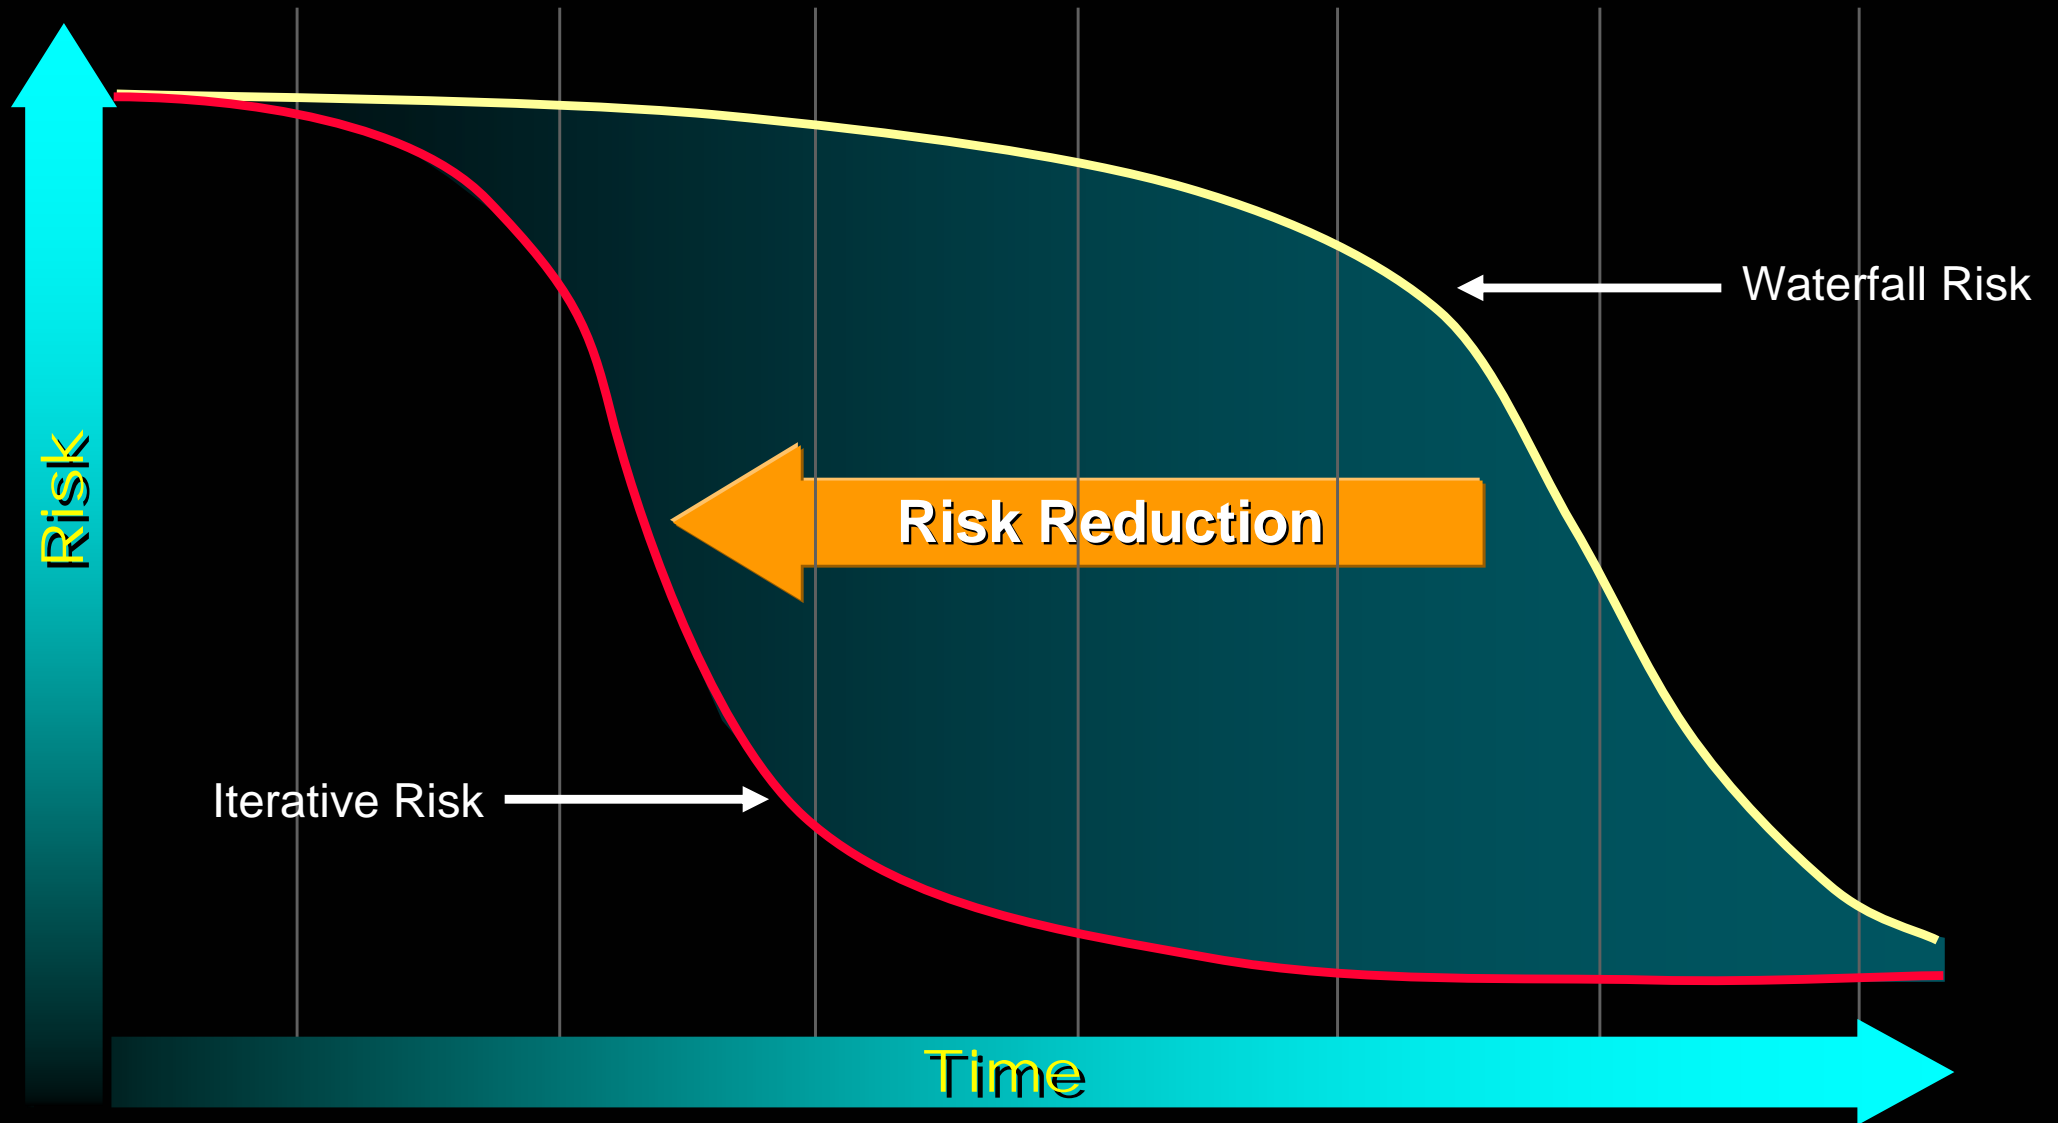 Waterfall Risk
Risk
Risk Reduction
Iterative Risk
Time